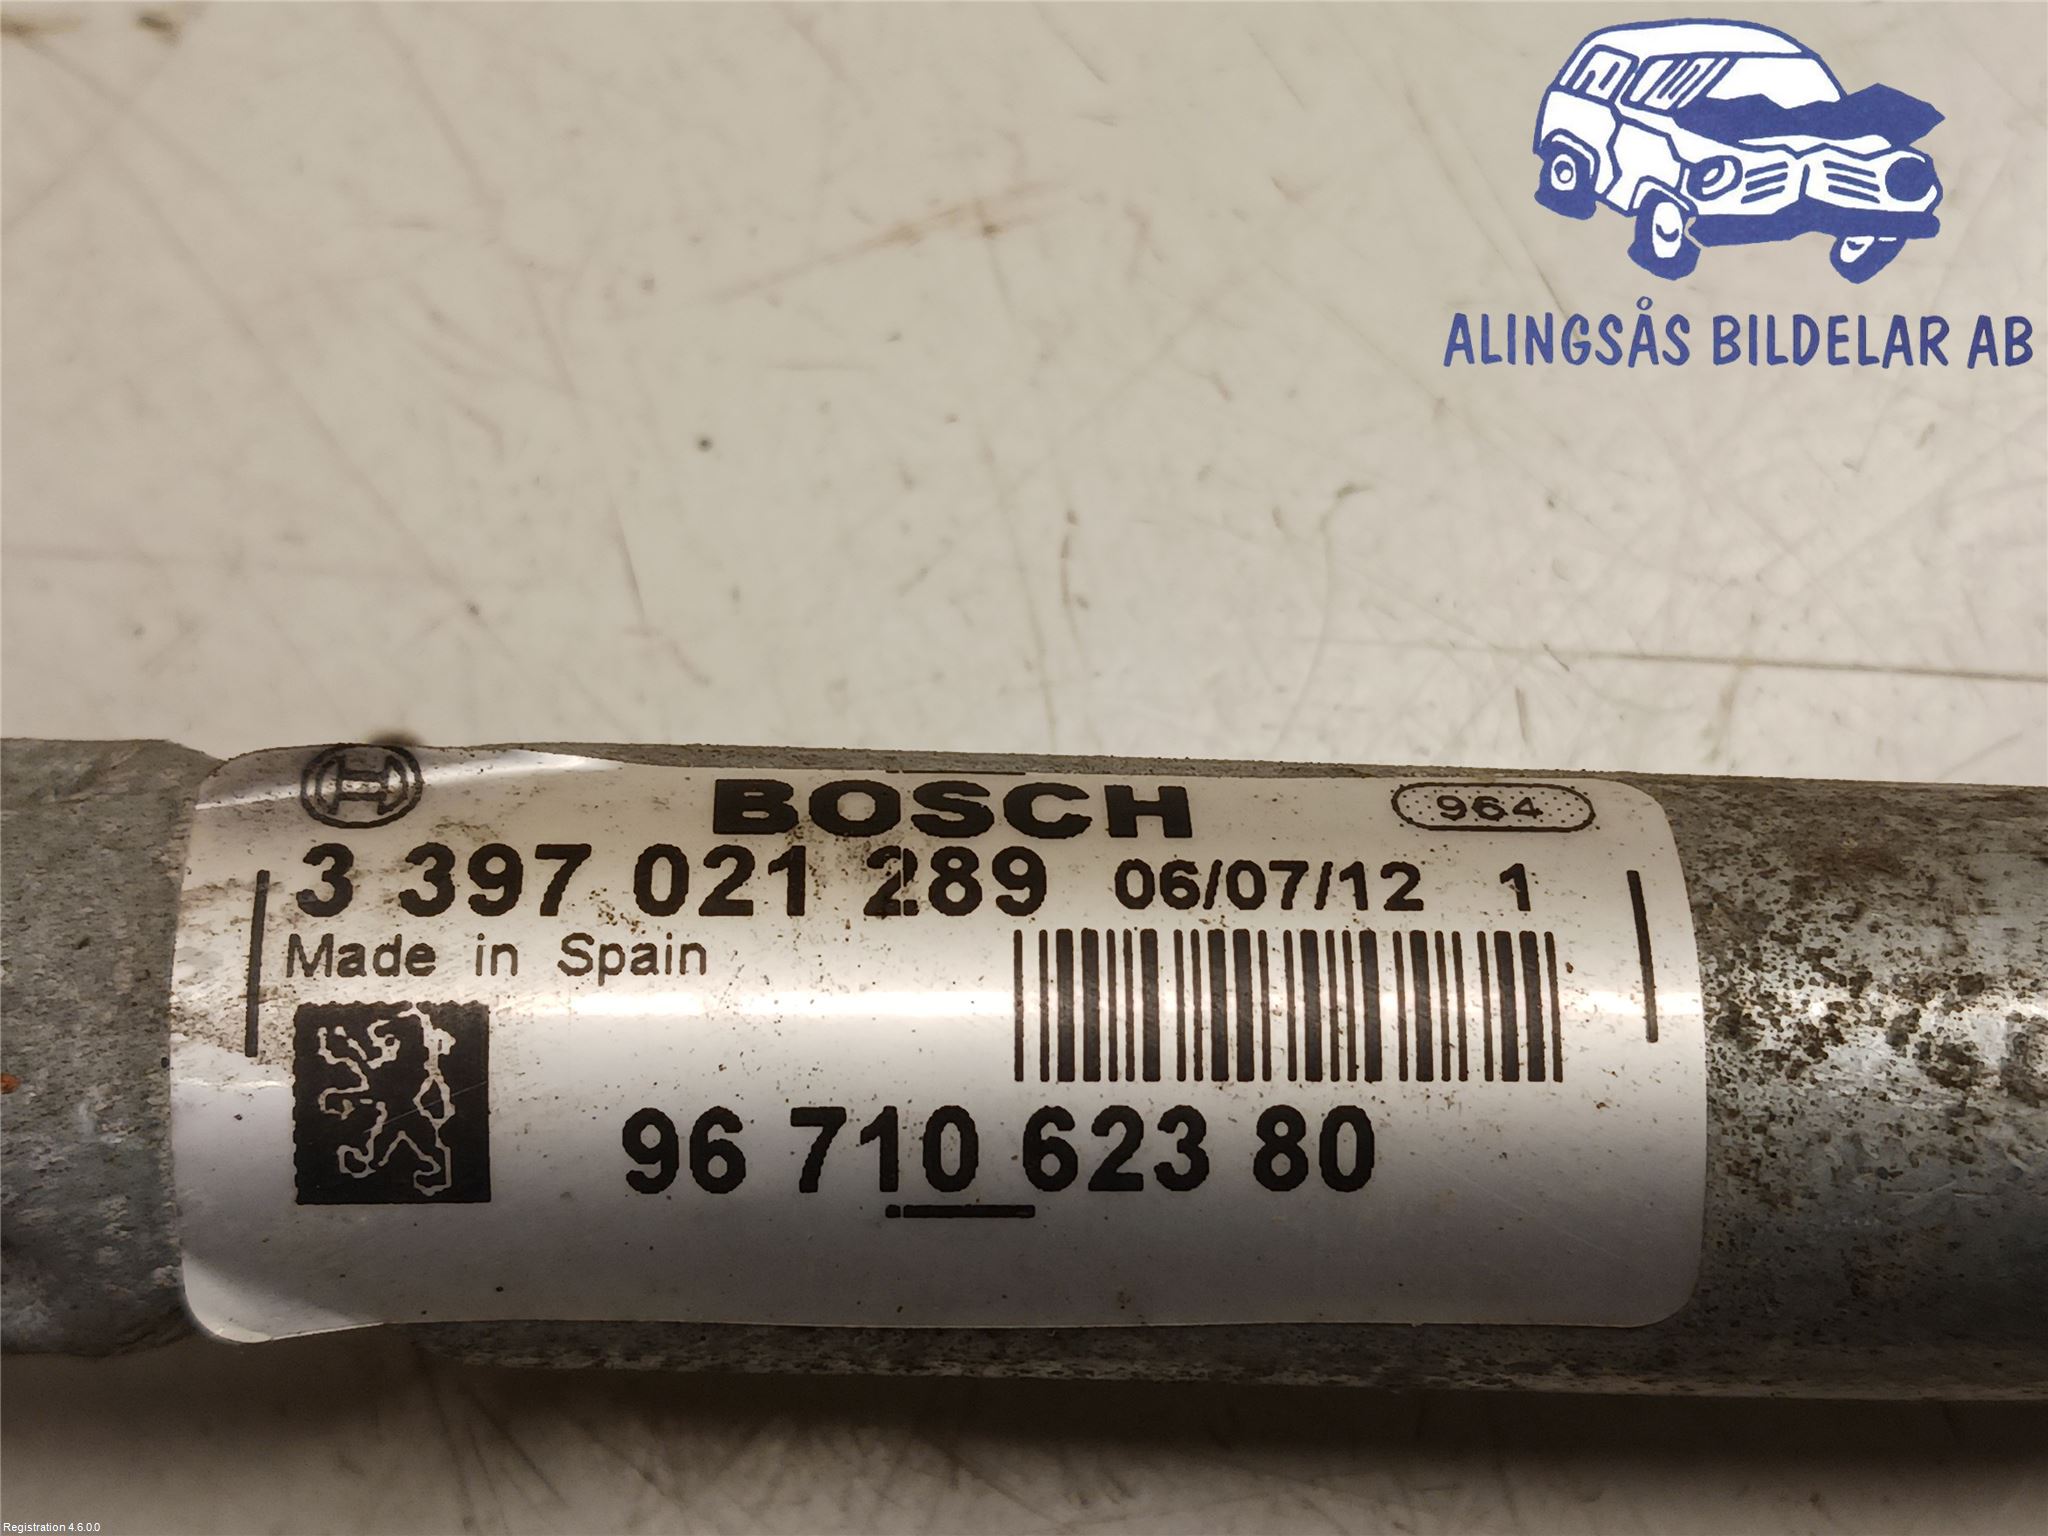 ALINGSÅS BILDELAR AB
BOSCH 964
3 397 021 289 06/07/12 1
Made in Spain
96 710 623 80
Registration 4.6.0.0